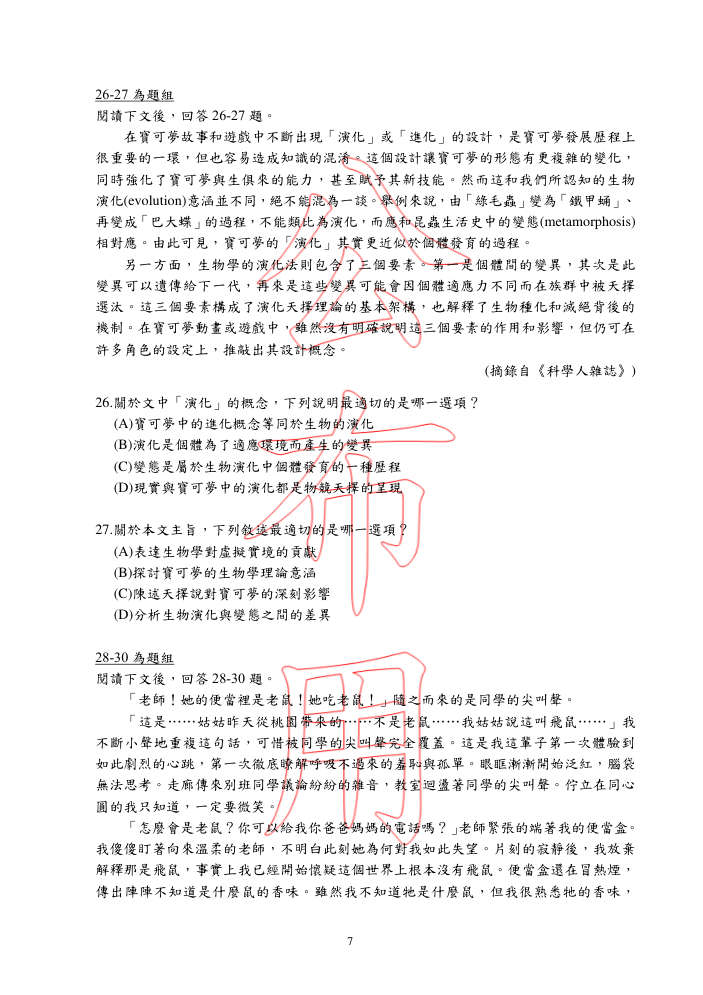 26-27 為題組
閱讀下文後，回答 26-27 題。
在寶可夢故事和遊戲中不斷出現「演化」或「進化」的設計，是寶可夢發展歷程上
很重要的一環，但也容易造成知識的混淆。這個設計讓寶可夢的形態有更複雜的變化，
同時強化了寶可夢與生俱來的能力，甚至賦予其新技能。然而這和我們所認知的生物
演化(evolution)意涵並不同，絕不能混為一談。舉例來說，由「綠毛蟲」變為「鐵甲蛹」、
再變成「巴大蝶」的過程，不能類比為演化，而應和昆蟲生活史中的變態(metamorphosis)
相對應。由此可見，寶可夢的「演化」其實更近似於個體發育的過程。
另一方面，生物學的演化法則包含了三個要素。第一是個體間的變異，其次是此
變異可以遺傳給下一代，再來是這些變異可能會因個體適應力不同而在族群中被天擇
選汰。這三個要素構成了演化天擇理論的基本架構，也解釋了生物種化和滅絕背後的
機制。在寶可夢動畫或遊戲中，雖然沒有明確說明這三個要素的作用和影響，但仍可在
許多角色的設定上，推敲出其設計概念。
(摘錄自《科學人雜誌》)
26.關於文中「演化」的概念，下列說明最適切的是哪一選項？
(A)寶可夢中的進化概念等同於生物的演化
(B)演化是個體為了適應環境而產生的變異
(C)變態是屬於生物演化中個體發育的一種歷程
(D)現實與寶可夢中的演化都是物競天擇的呈現
27.關於本文主旨，下列敘述最適切的是哪一選項？
(A)表達生物學對虛擬實境的貢獻
(B)探討寶可夢的生物學理論意涵
(C)陳述天擇說對寶可夢的深刻影響
(D)分析生物演化與變態之間的差異
28-30 為題組
閱讀下文後，回答 28-30 題。
「老師！她的便當裡是老鼠！她吃老鼠！」隨之而來的是同學的尖叫聲。
「這是……姑姑昨天從桃園帶來的……不是老鼠……我姑姑說這叫飛鼠……」我
不斷小聲地重複這句話，可惜被同學的尖叫聲完全覆蓋。這是我這輩子第一次體驗到
如此劇烈的心跳，第一次徹底瞭解呼吸不過來的羞恥與孤單。眼眶漸漸開始泛紅，腦袋
無法思考。走廊傳來別班同學議論紛紛的雜音，教室迴盪著同學的尖叫聲。佇立在同心
圓的我只知道，一定要微笑。
「怎麼會是老鼠？你可以給我你爸爸媽媽的電話嗎？」老師緊張的端著我的便當盒。
我傻傻盯著向來溫柔的老師，不明白此刻她為何對我如此失望。片刻的寂靜後，我放棄
解釋那是飛鼠，事實上我已經開始懷疑這個世界上根本沒有飛鼠。便當盒還在冒熱煙，
傳出陣陣不知道是什麼鼠的香味。雖然我不知道牠是什麼鼠，但我很熟悉牠的香味，
7
公
布
用